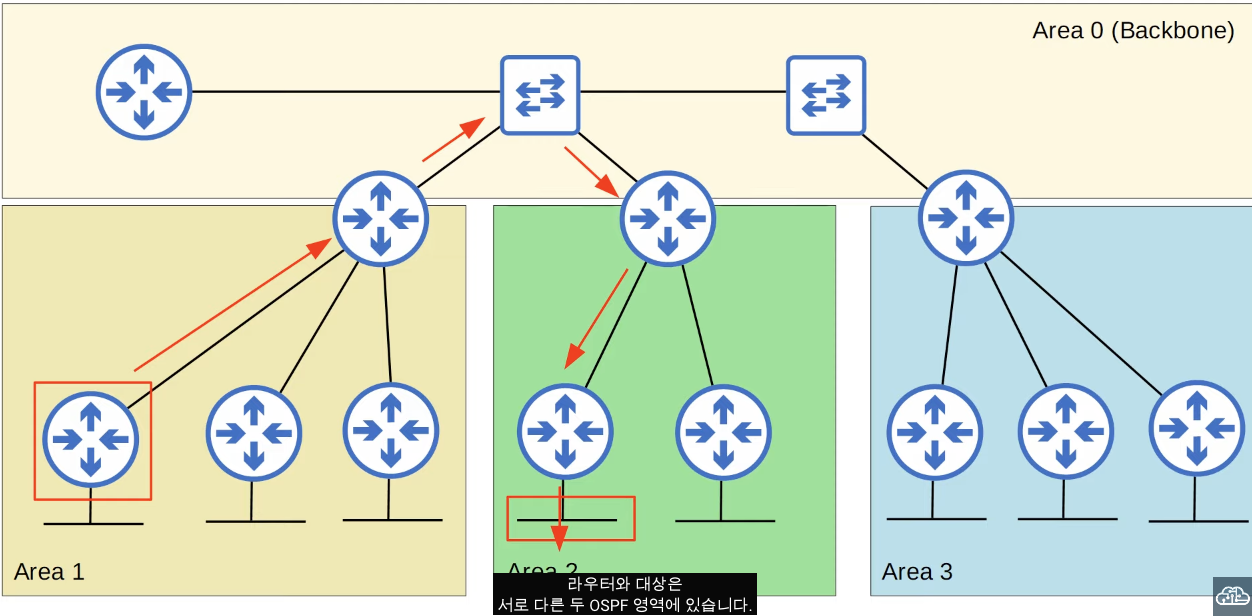 Area 0 (Backbone)
Area 1
Area 2
Area 3
라우터와 대상은
서로 다른 두 OSPF 영역에 있습니다.